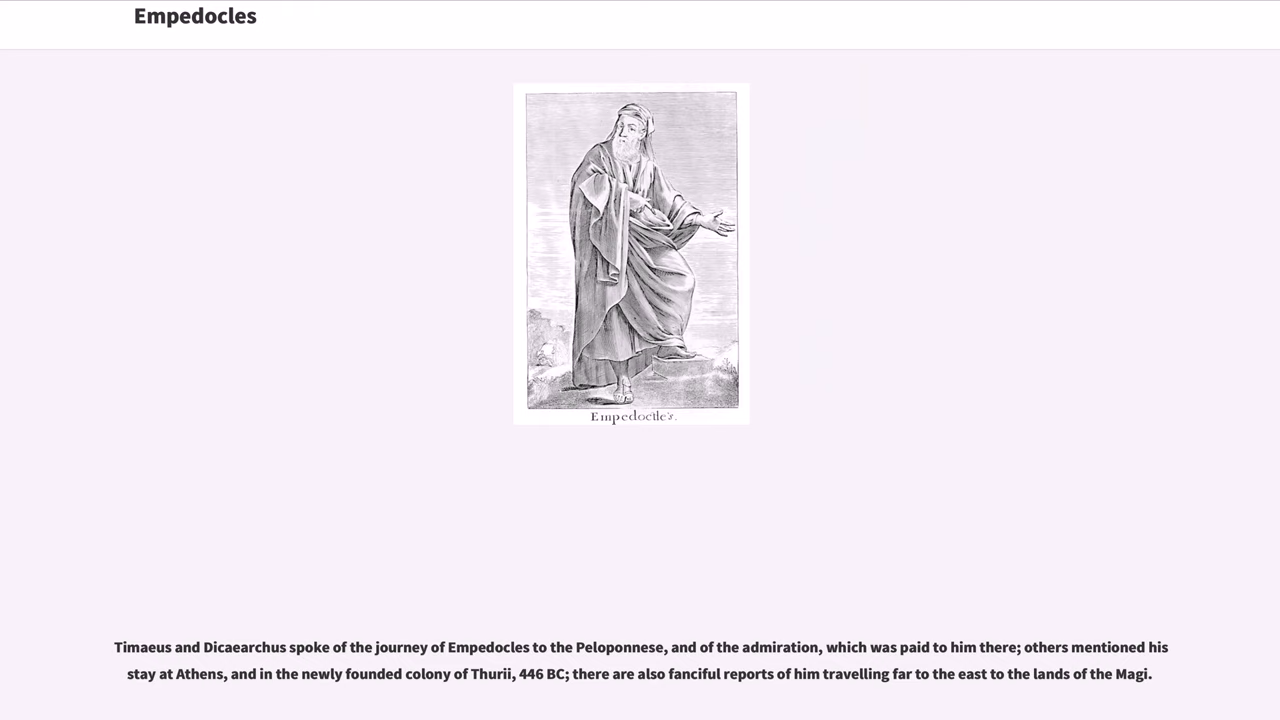 Empedocles
Empedocles.
Timaeus and Dicaearchus spoke of the journey of Empedocles to the Peloponnese, and of the admiration, which was paid to him there; others mentioned his
stay at Athens, and in the newly founded colony of Thurii, 446 BC; there are also fanciful reports of him travelling far to the east to the lands of the Magi.